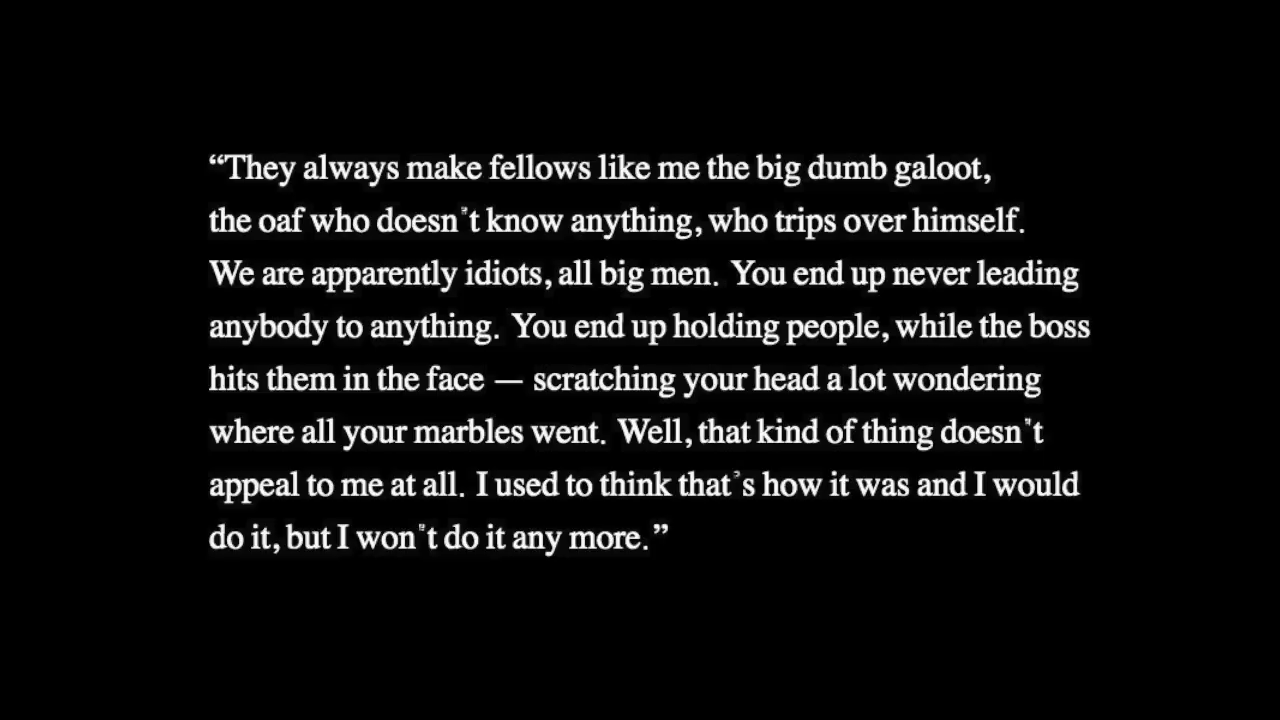 “They always make fellows like me the big dumb galoot,
the oaf who doesn't know anything, who trips over himself.
We are apparently idiots, all big men. You end up never leading
anybody to anything. You end up holding people, while the boss
hits them in the face — scratching your head a lot wondering
where all your marbles went. Well, that kind of thing doesn't
appeal to me at all. I used to think that's how it was and I would
do it, but I won't do it any more.”